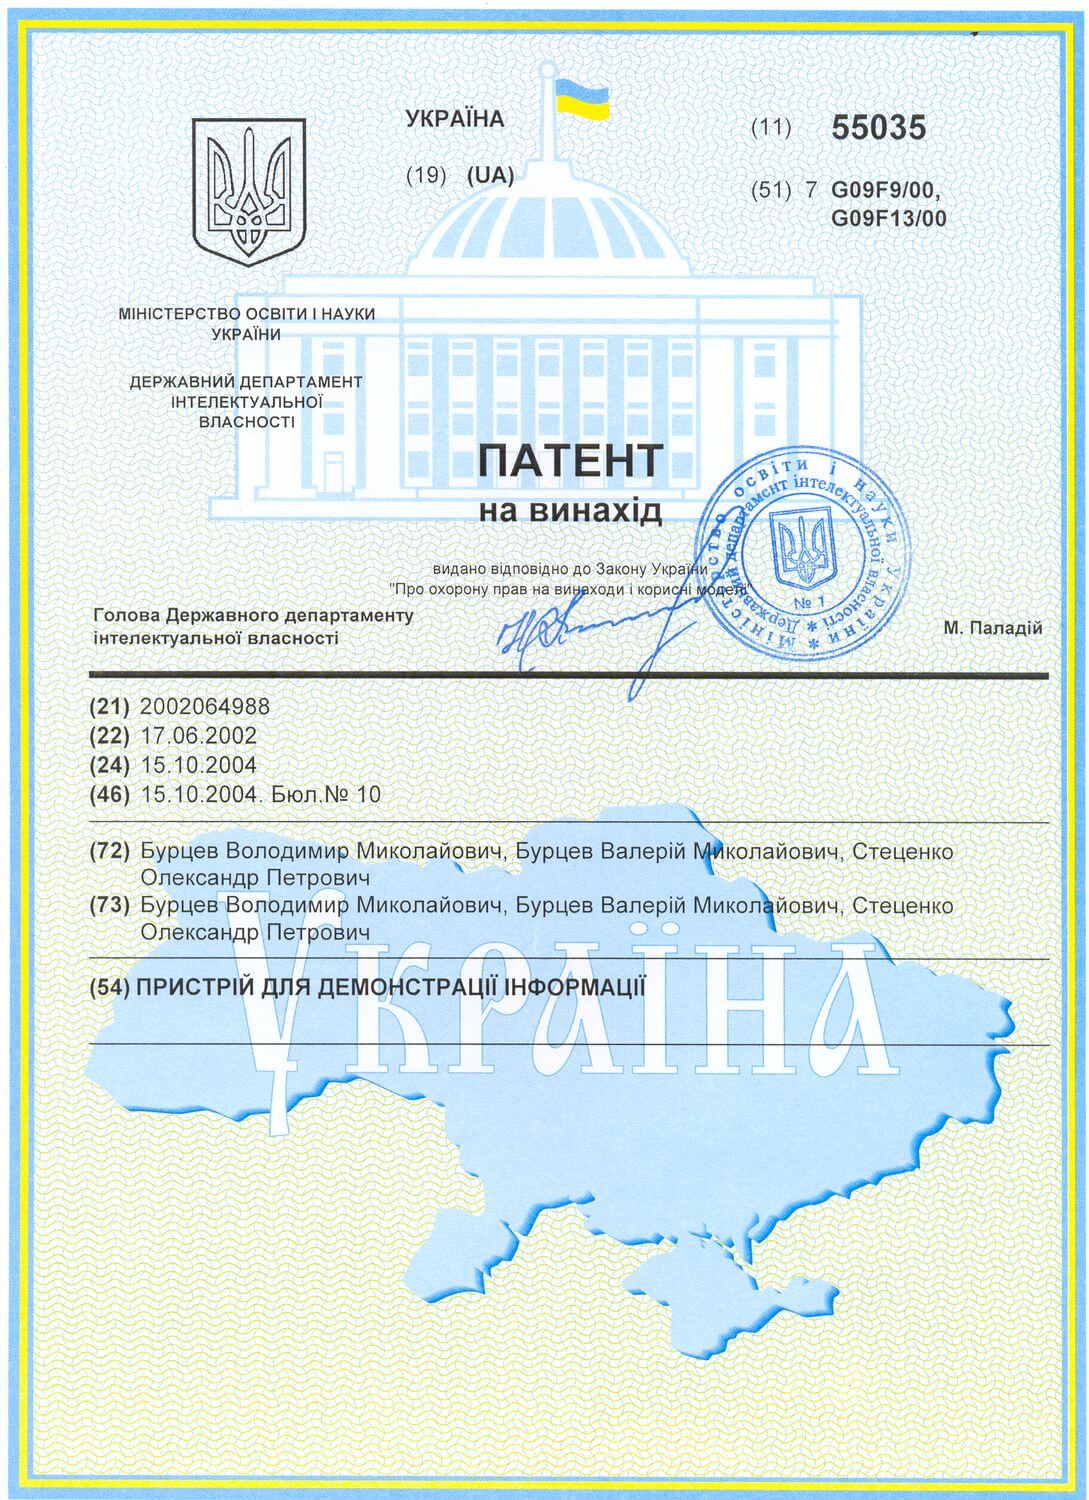 УКРАЇНА
(19) (UA)
(11) 55035
(51) 7 G09F9/00,
G09F13/00
МІНІСТЕРСТВО ОСВІТИ І НАУКИ
УКРАЇНИ
ДЕРЖАВНИЙ ДЕПАРТАМЕНТ
ІНТЕЛЕКТУАЛЬНОЇ
ВЛАСНОСТІ
ПАТЕНТ
на винахід
видано відповідно до Закону України
"Про охорону прав на винаходи і корисні моделі"
Голова Державного департаменту
інтелектуальної власності
М. Паладій
Міністерство освіти і науки України *
Державний департамент інтелектуальної власності *
№ 1
(21) 2002064988
(22) 17.06.2002
(24) 15.10.2004
(46) 15.10.2004. Бюл.№ 10
(72) Бурцев Володимир Миколайович, Бурцев Валерій Миколайович, Стеценко
Олександр Петрович
(73) Бурцев Володимир Миколайович, Бурцев Валерій Миколайович, Стеценко
Олександр Петрович
(54) ПРИСТРІЙ ДЛЯ ДЕМОНСТРАЦІЇ ІНФОРМАЦІЇ
УКРАЇНА